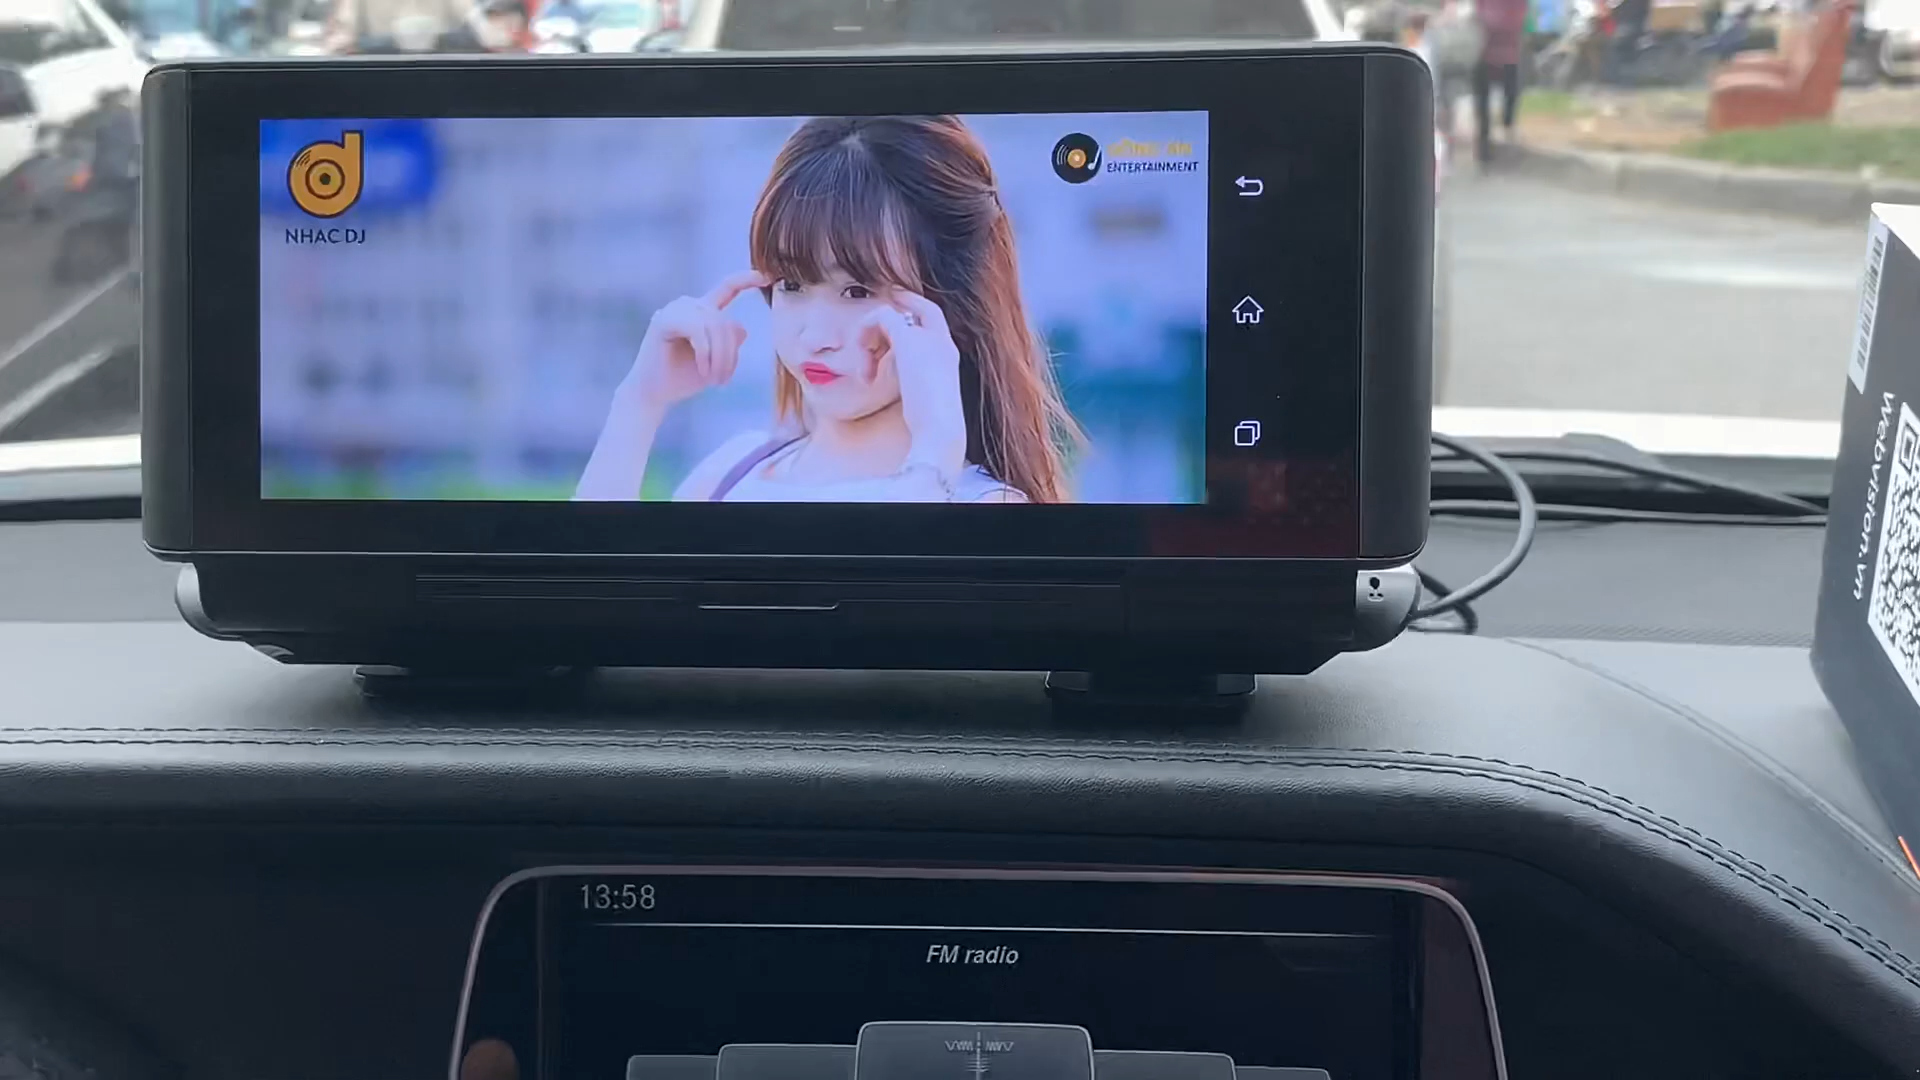 NHAC DJ
ENTERTAINMENT
Webvision.vn
13:58
FM radio